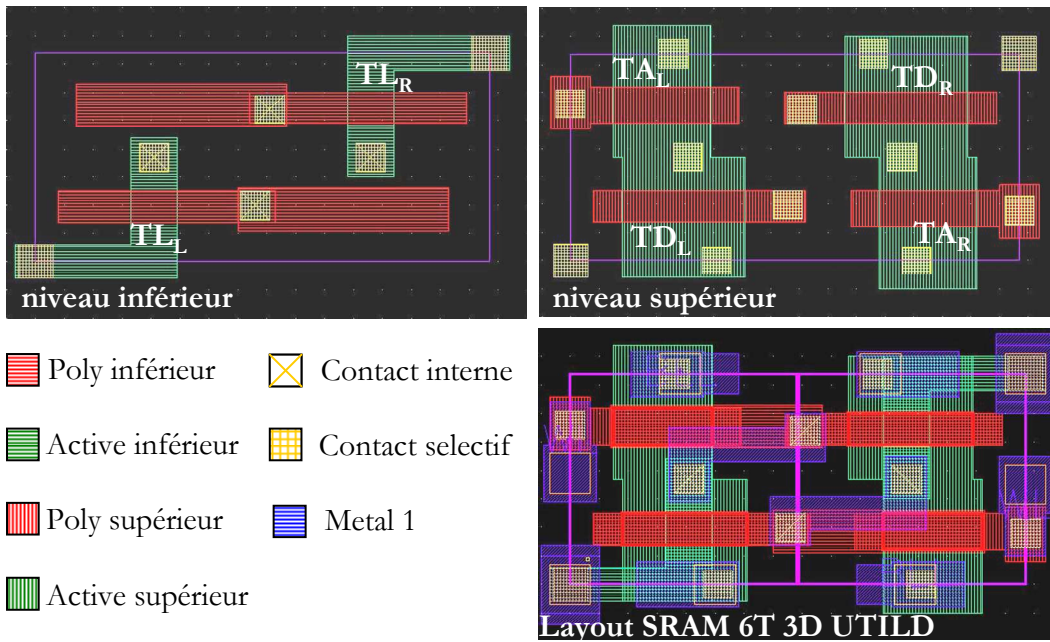 TL_R
TL_L
niveau inférieur
TA_L
TD_R
TD_L
TA_R
niveau supérieur
Poly inférieur
Contact interne
Active inférieur
Contact selectif
Poly supérieur
Metal 1
Active supérieur
Layout SRAM 6T 3D UTILD